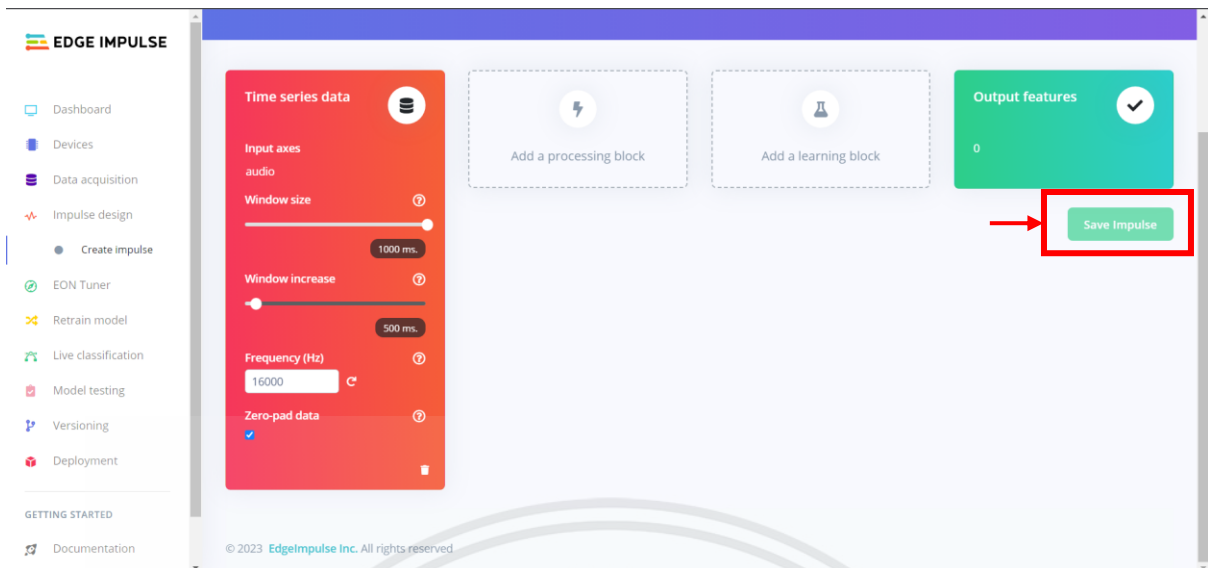 EDGE IMPULSE
Dashboard
Devices
Data acquisition
Impulse design
Create impulse
EON Tuner
Retrain model
Live classification
Model testing
Versioning
Deployment
GETTING STARTED
Documentation
Time series data
Input axes
audio
Window size
1000 ms.
Window increase
500 ms.
Frequency (Hz)
16000
Zero-pad data
Add a processing block
Add a learning block
Output features
0
Save Impulse
© 2023 EdgeImpulse Inc. All rights reserved